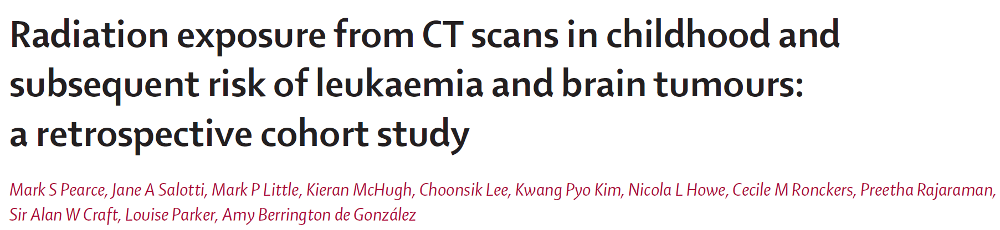 Radiation exposure from CT scans in childhood and
subsequent risk of leukaemia and brain tumours:
a retrospective cohort study
Mark S Pearce, Jane A Salotti, Mark P Little, Kieran McHugh, Choonsik Lee, Kwang Pyo Kim, Nicola L Howe, Cecile M Ronckers, Preetha Rajaraman,
Sir Alan W Craft, Louise Parker, Amy Berrington de González